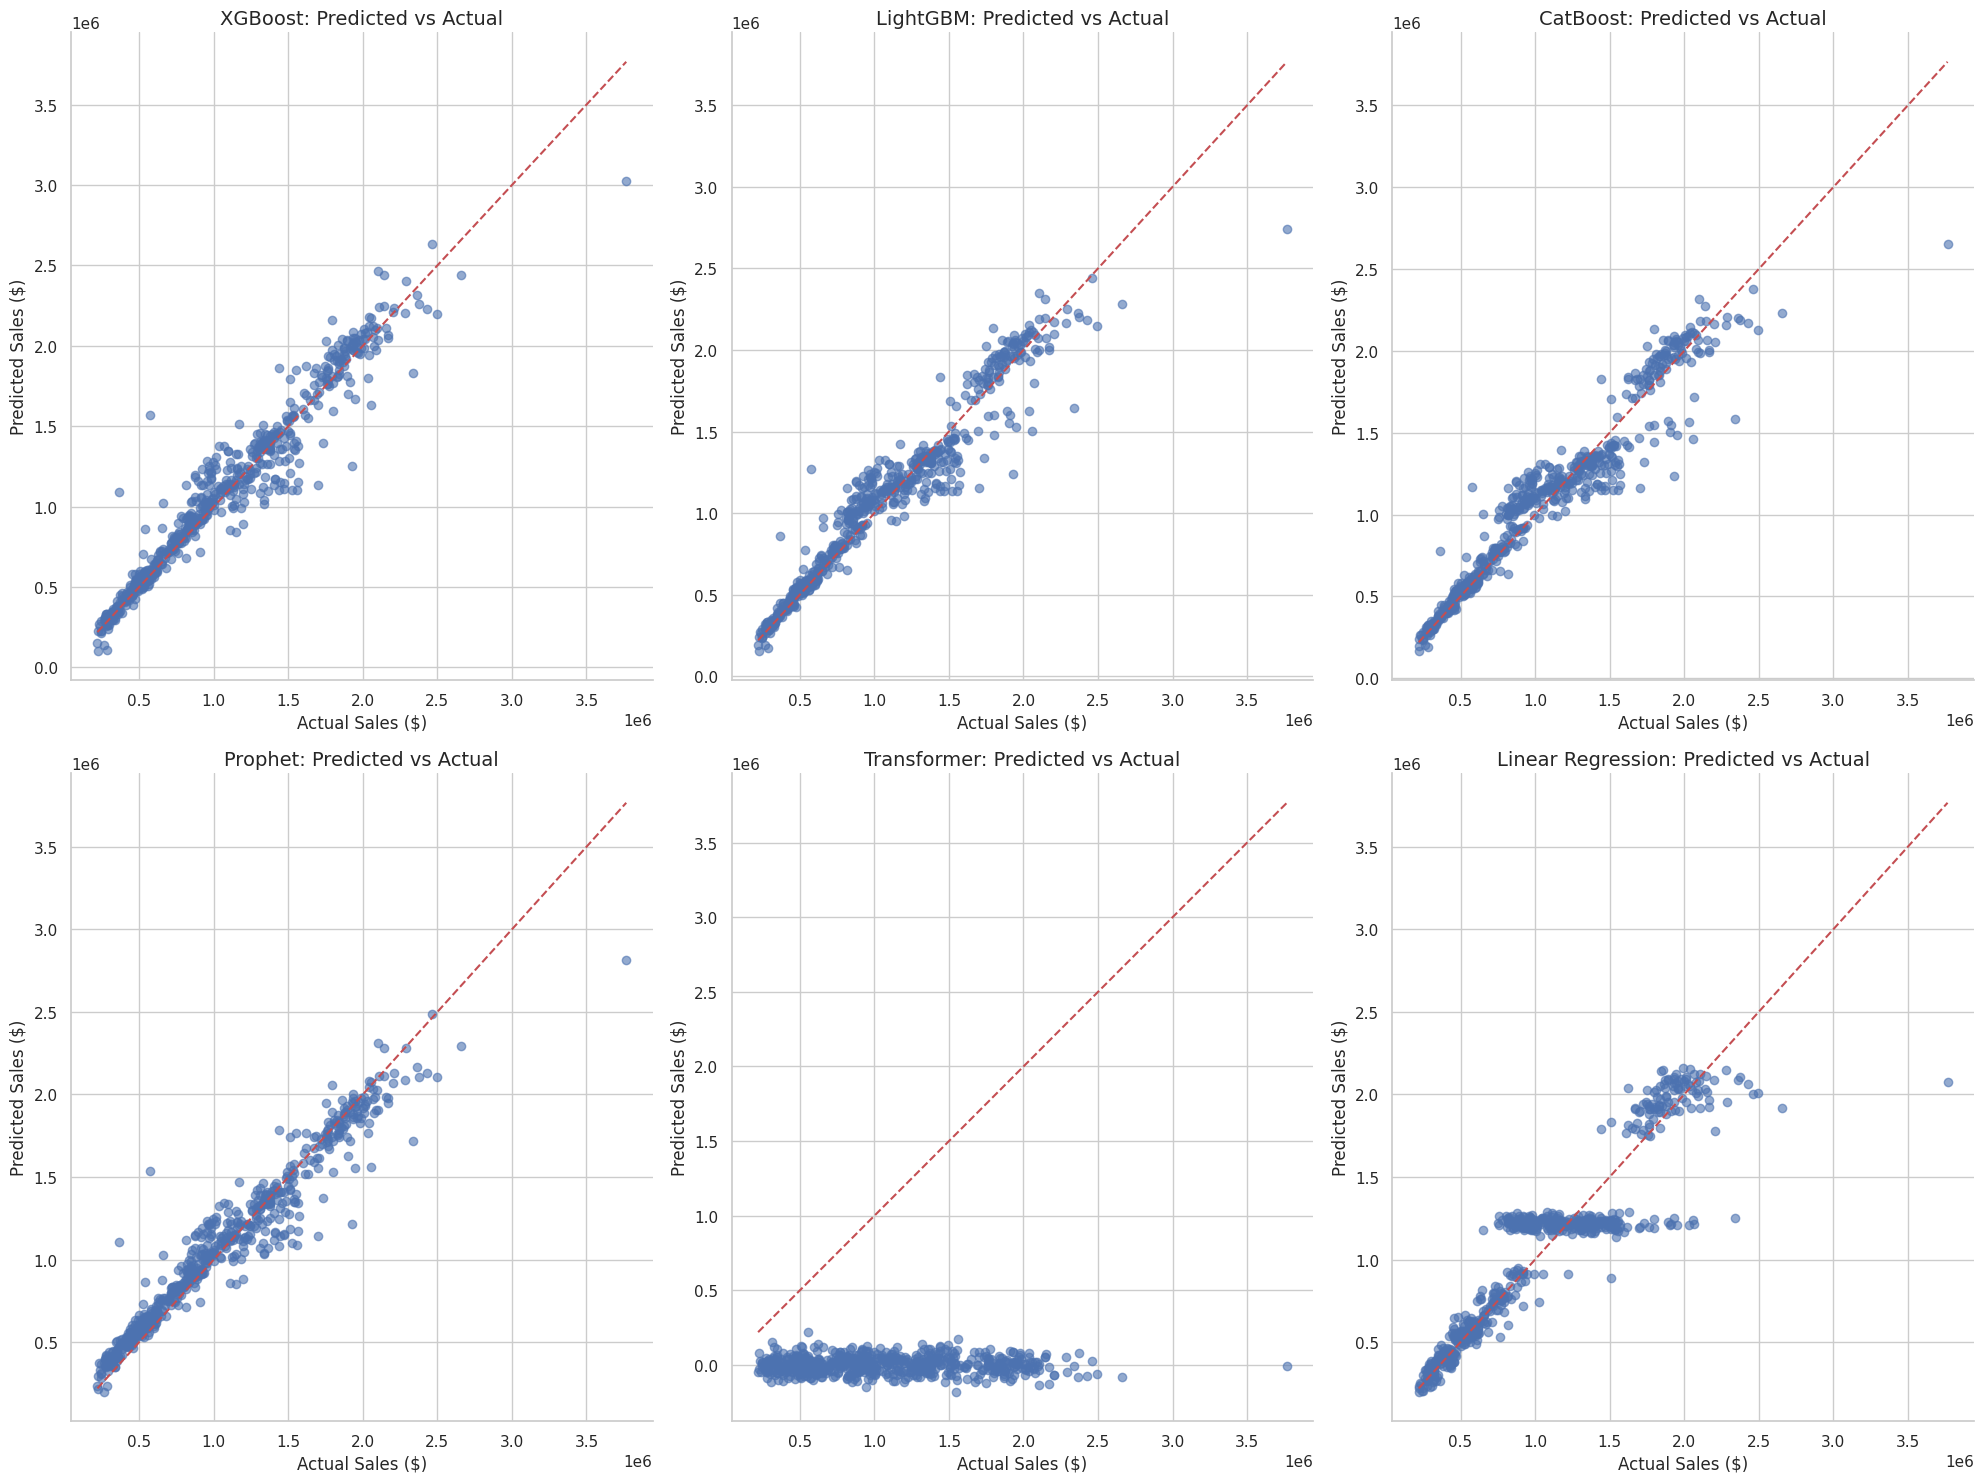 XGBoost: Predicted vs Actual
1e6
Predicted Sales ($)
3.5
3.0
2.5
2.0
1.5
1.0
0.5
0.0
0.5 1.0 1.5 2.0 2.5 3.0 3.5
1e6
Actual Sales ($)
LightGBM: Predicted vs Actual
1e6
Predicted Sales ($)
3.5
3.0
2.5
2.0
1.5
1.0
0.5
0.0
0.5 1.0 1.5 2.0 2.5 3.0 3.5
1e6
Actual Sales ($)
CatBoost: Predicted vs Actual
1e6
Predicted Sales ($)
3.5
3.0
2.5
2.0
1.5
1.0
0.5
0.0
0.5 1.0 1.5 2.0 2.5 3.0 3.5
1e6
Actual Sales ($)
Prophet: Predicted vs Actual
1e6
Predicted Sales ($)
3.5
3.0
2.5
2.0
1.5
1.0
0.5
0.5 1.0 1.5 2.0 2.5 3.0 3.5
1e6
Actual Sales ($)
Transformer: Predicted vs Actual
1e6
Predicted Sales ($)
3.5
3.0
2.5
2.0
1.5
1.0
0.5
0.0
0.5 1.0 1.5 2.0 2.5 3.0 3.5
1e6
Actual Sales ($)
Linear Regression: Predicted vs Actual
1e6
Predicted Sales ($)
3.5
3.0
2.5
2.0
1.5
1.0
0.5
0.5 1.0 1.5 2.0 2.5 3.0 3.5
1e6
Actual Sales ($)